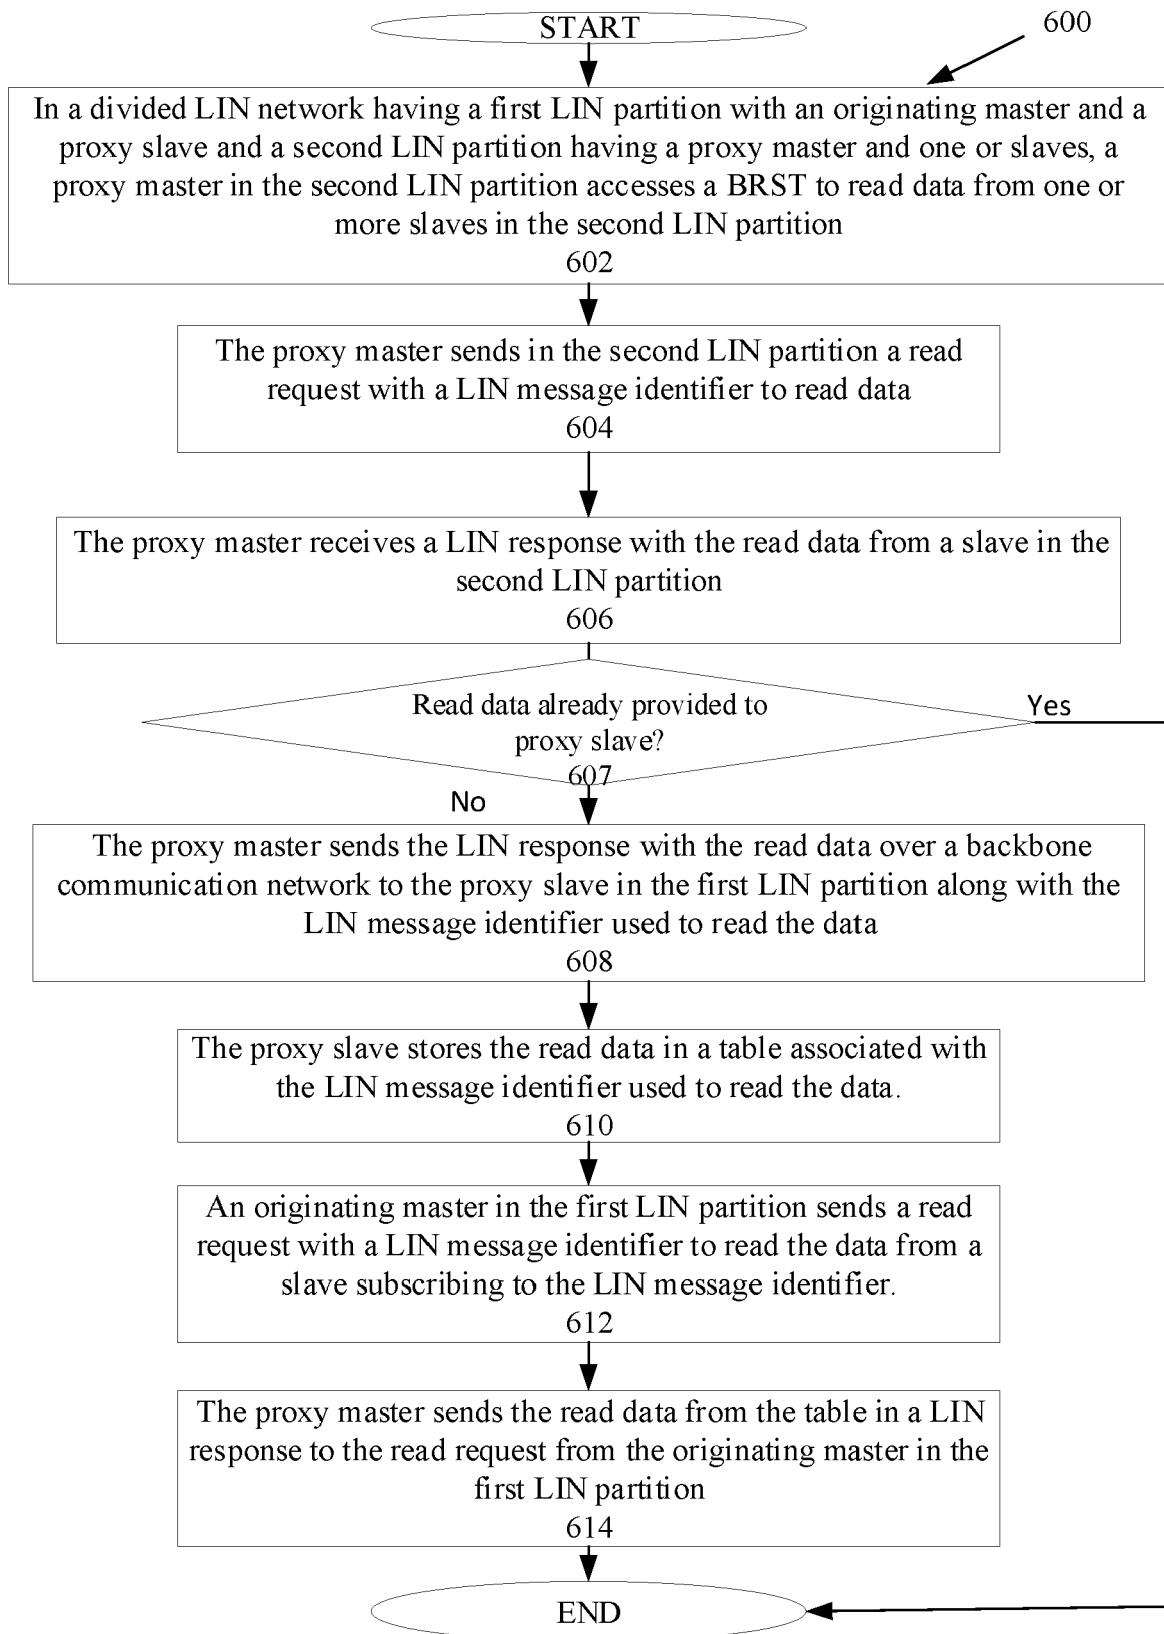 START
600
In a divided LIN network having a first LIN partition with an originating master and a
proxy slave and a second LIN partition having a proxy master and one or slaves, a
proxy master in the second LIN partition accesses a BRST to read data from one or
more slaves in the second LIN partition
602
The proxy master sends in the second LIN partition a read
request with a LIN message identifier to read data
604
The proxy master receives a LIN response with the read data from a slave in the
second LIN partition
606
Read data already provided to
proxy slave?
607
Yes
No
The proxy master sends the LIN response with the read data over a backbone
communication network to the proxy slave in the first LIN partition along with the
LIN message identifier used to read the data
608
The proxy slave stores the read data in a table associated with
the LIN message identifier used to read the data.
610
An originating master in the first LIN partition sends a read
request with a LIN message identifier to read the data from a
slave subscribing to the LIN message identifier.
612
The proxy master sends the read data from the table in a LIN
response to the read request from the originating master in the
first LIN partition
614
END